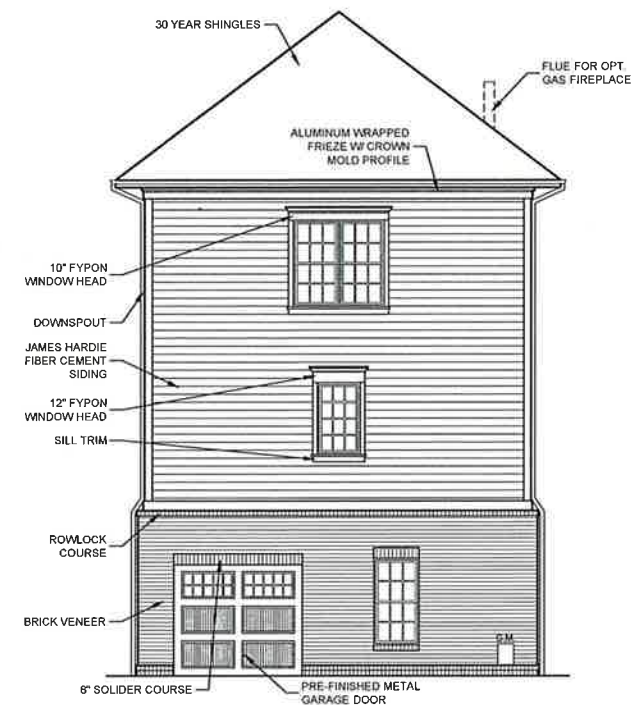 30 YEAR SHINGLES
FLUE FOR OPT.
GAS FIREPLACE
ALUMINUM WRAPPED
FRIEZE W/ CROWN
MOLD PROFILE
10" FYPON
WINDOW HEAD
DOWNSPOUT
JAMES HARDIE
FIBER CEMENT
SIDING
12" FYPON
WINDOW HEAD
SILL TRIM
ROWLOCK
COURSE
BRICK VENEER
G.M.
6" SOLIDER COURSE
PRE-FINISHED METAL
GARAGE DOOR